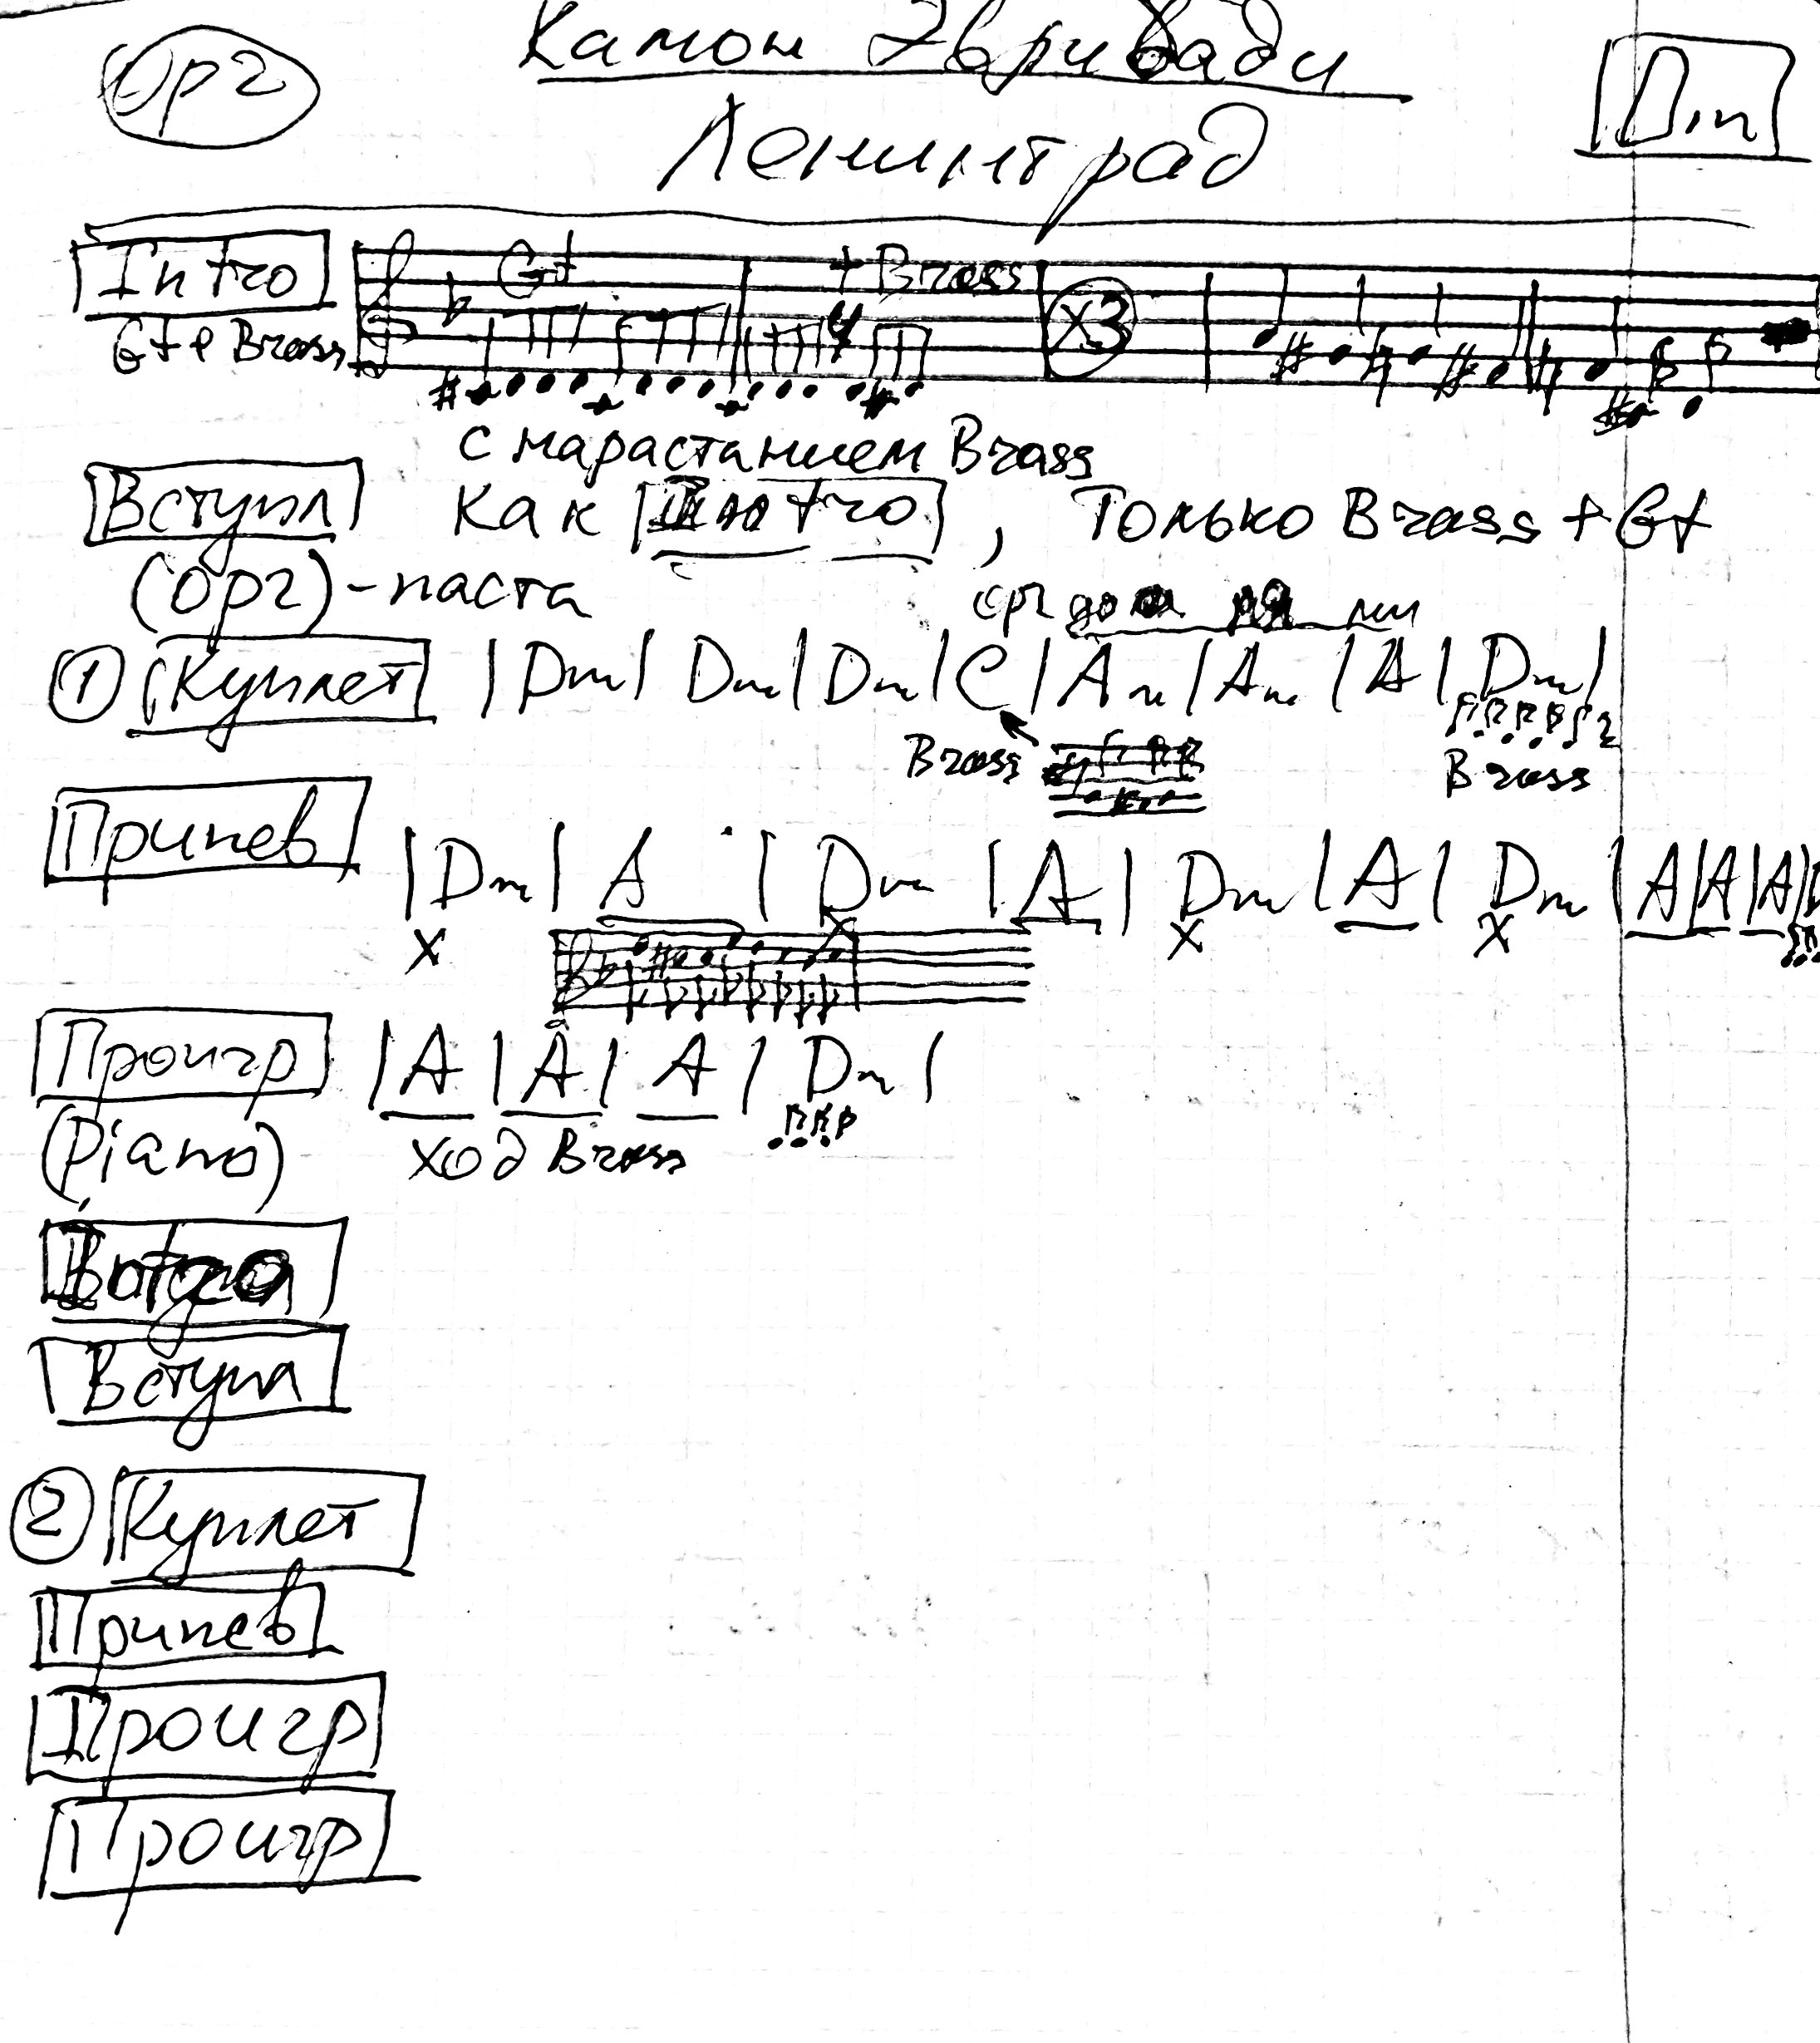 Орг Камон Эврибади Dm
Ленинград
Intro Gt + Brass x3
Gt e Brass
с нарастанием Brass
Вступл как Intro, Только Brass + Gt
(орг) - паста орг до ля ми
1 Куплет | Dm | Dm | Dm | C | Am | Am | A | Dm |
Brass Brass
Припев | Dm | A | Dm | A | Dm | A | Dm | A | A | A |
x x x x
Проигр | A | A | A | Dm |
(Piano) ход Brass
Вступл
2 Куплет
Припев
Проигр
Проигр